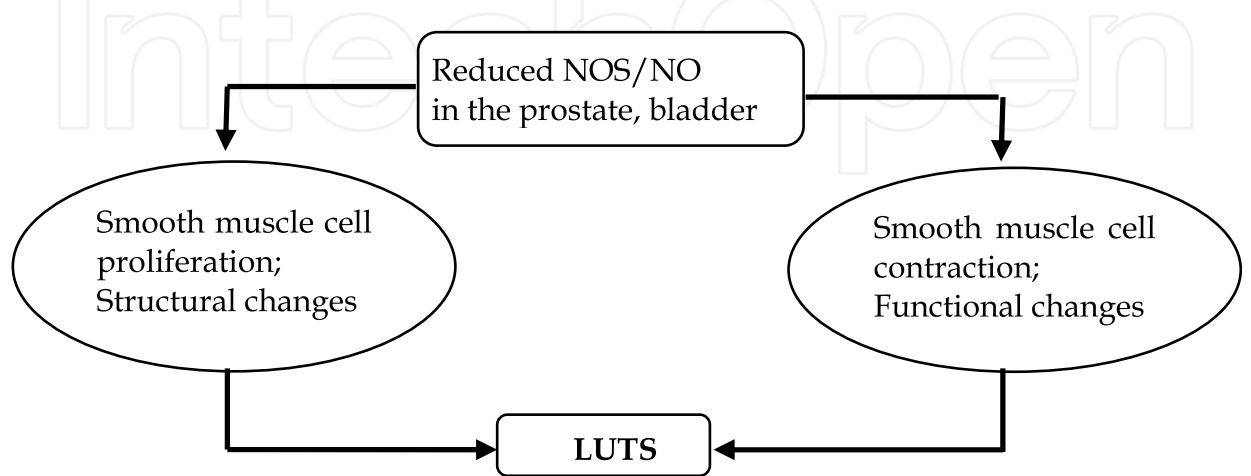 IntechOpen
Reduced NOS/NO
in the prostate, bladder
Smooth muscle cell
proliferation;
Structural changes
Smooth muscle cell
contraction;
Functional changes
LUTS